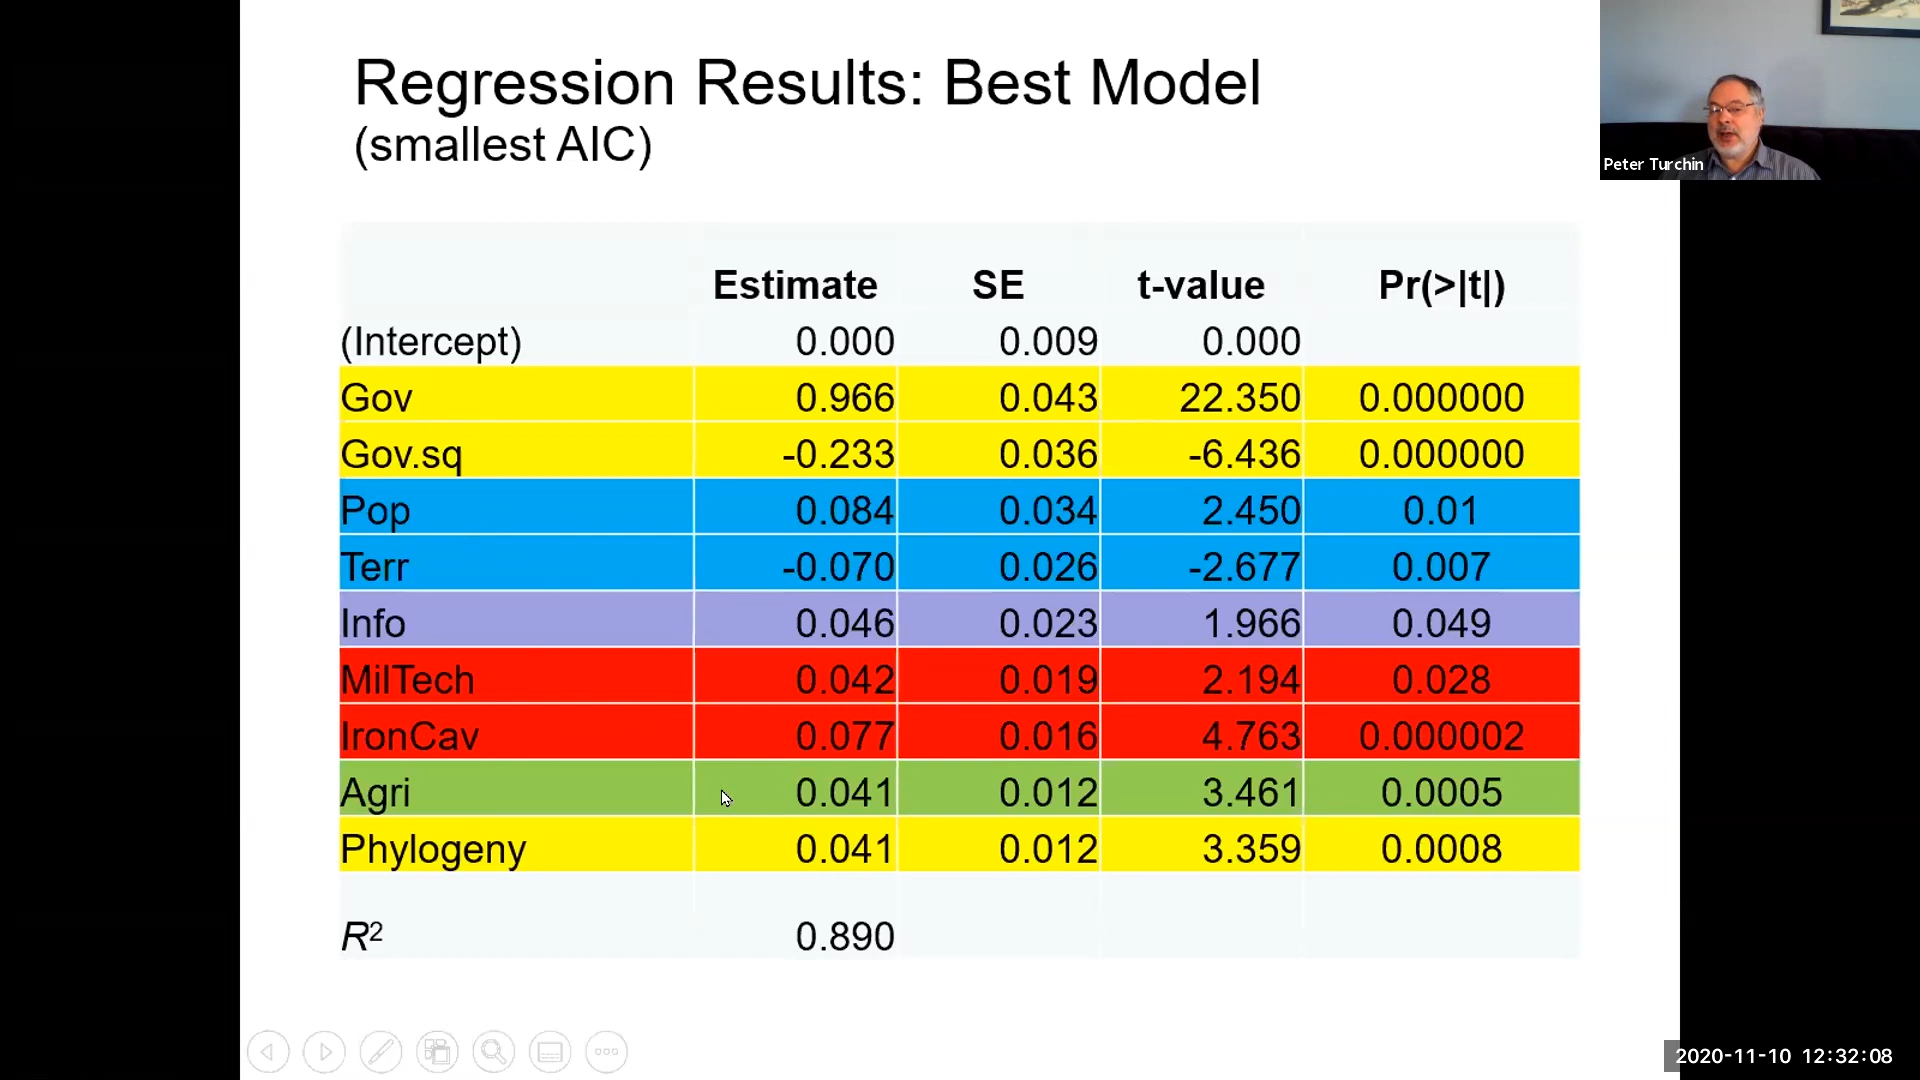 Regression Results: Best Model
(smallest AIC)
Peter Turchin
Estimate SE t-value Pr(>|t|)
(Intercept) 0.000 0.009 0.000
Gov 0.966 0.043 22.350 0.000000
Gov.sq -0.233 0.036 -6.436 0.000000
Pop 0.084 0.034 2.450 0.01
Terr -0.070 0.026 -2.677 0.007
Info 0.046 0.023 1.966 0.049
MilTech 0.042 0.019 2.194 0.028
IronCav 0.077 0.016 4.763 0.000002
Agri 0.041 0.012 3.461 0.0005
Phylogeny 0.041 0.012 3.359 0.0008
R² 0.890
2020-11-10 12:32:08